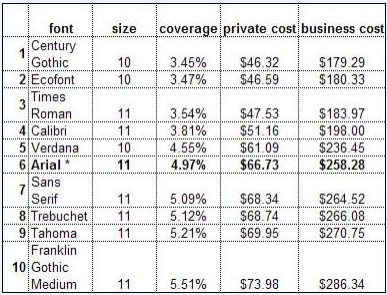 font size coverage private cost business cost
1 Century Gothic 10 3.45% $46.32 $179.29
2 Ecofont 10 3.47% $46.59 $180.33
3 Times Roman 11 3.54% $47.53 $183.97
4 Calibri 11 3.81% $51.16 $198.00
5 Verdana 10 4.55% $61.09 $236.45
6 Arial * 11 4.97% $66.73 $258.28
7 Sans Serif 11 5.09% $68.34 $264.52
8 Trebuchet 11 5.12% $68.74 $266.08
9 Tahoma 11 5.21% $69.95 $270.75
10 Franklin Gothic Medium 11 5.51% $73.98 $286.34